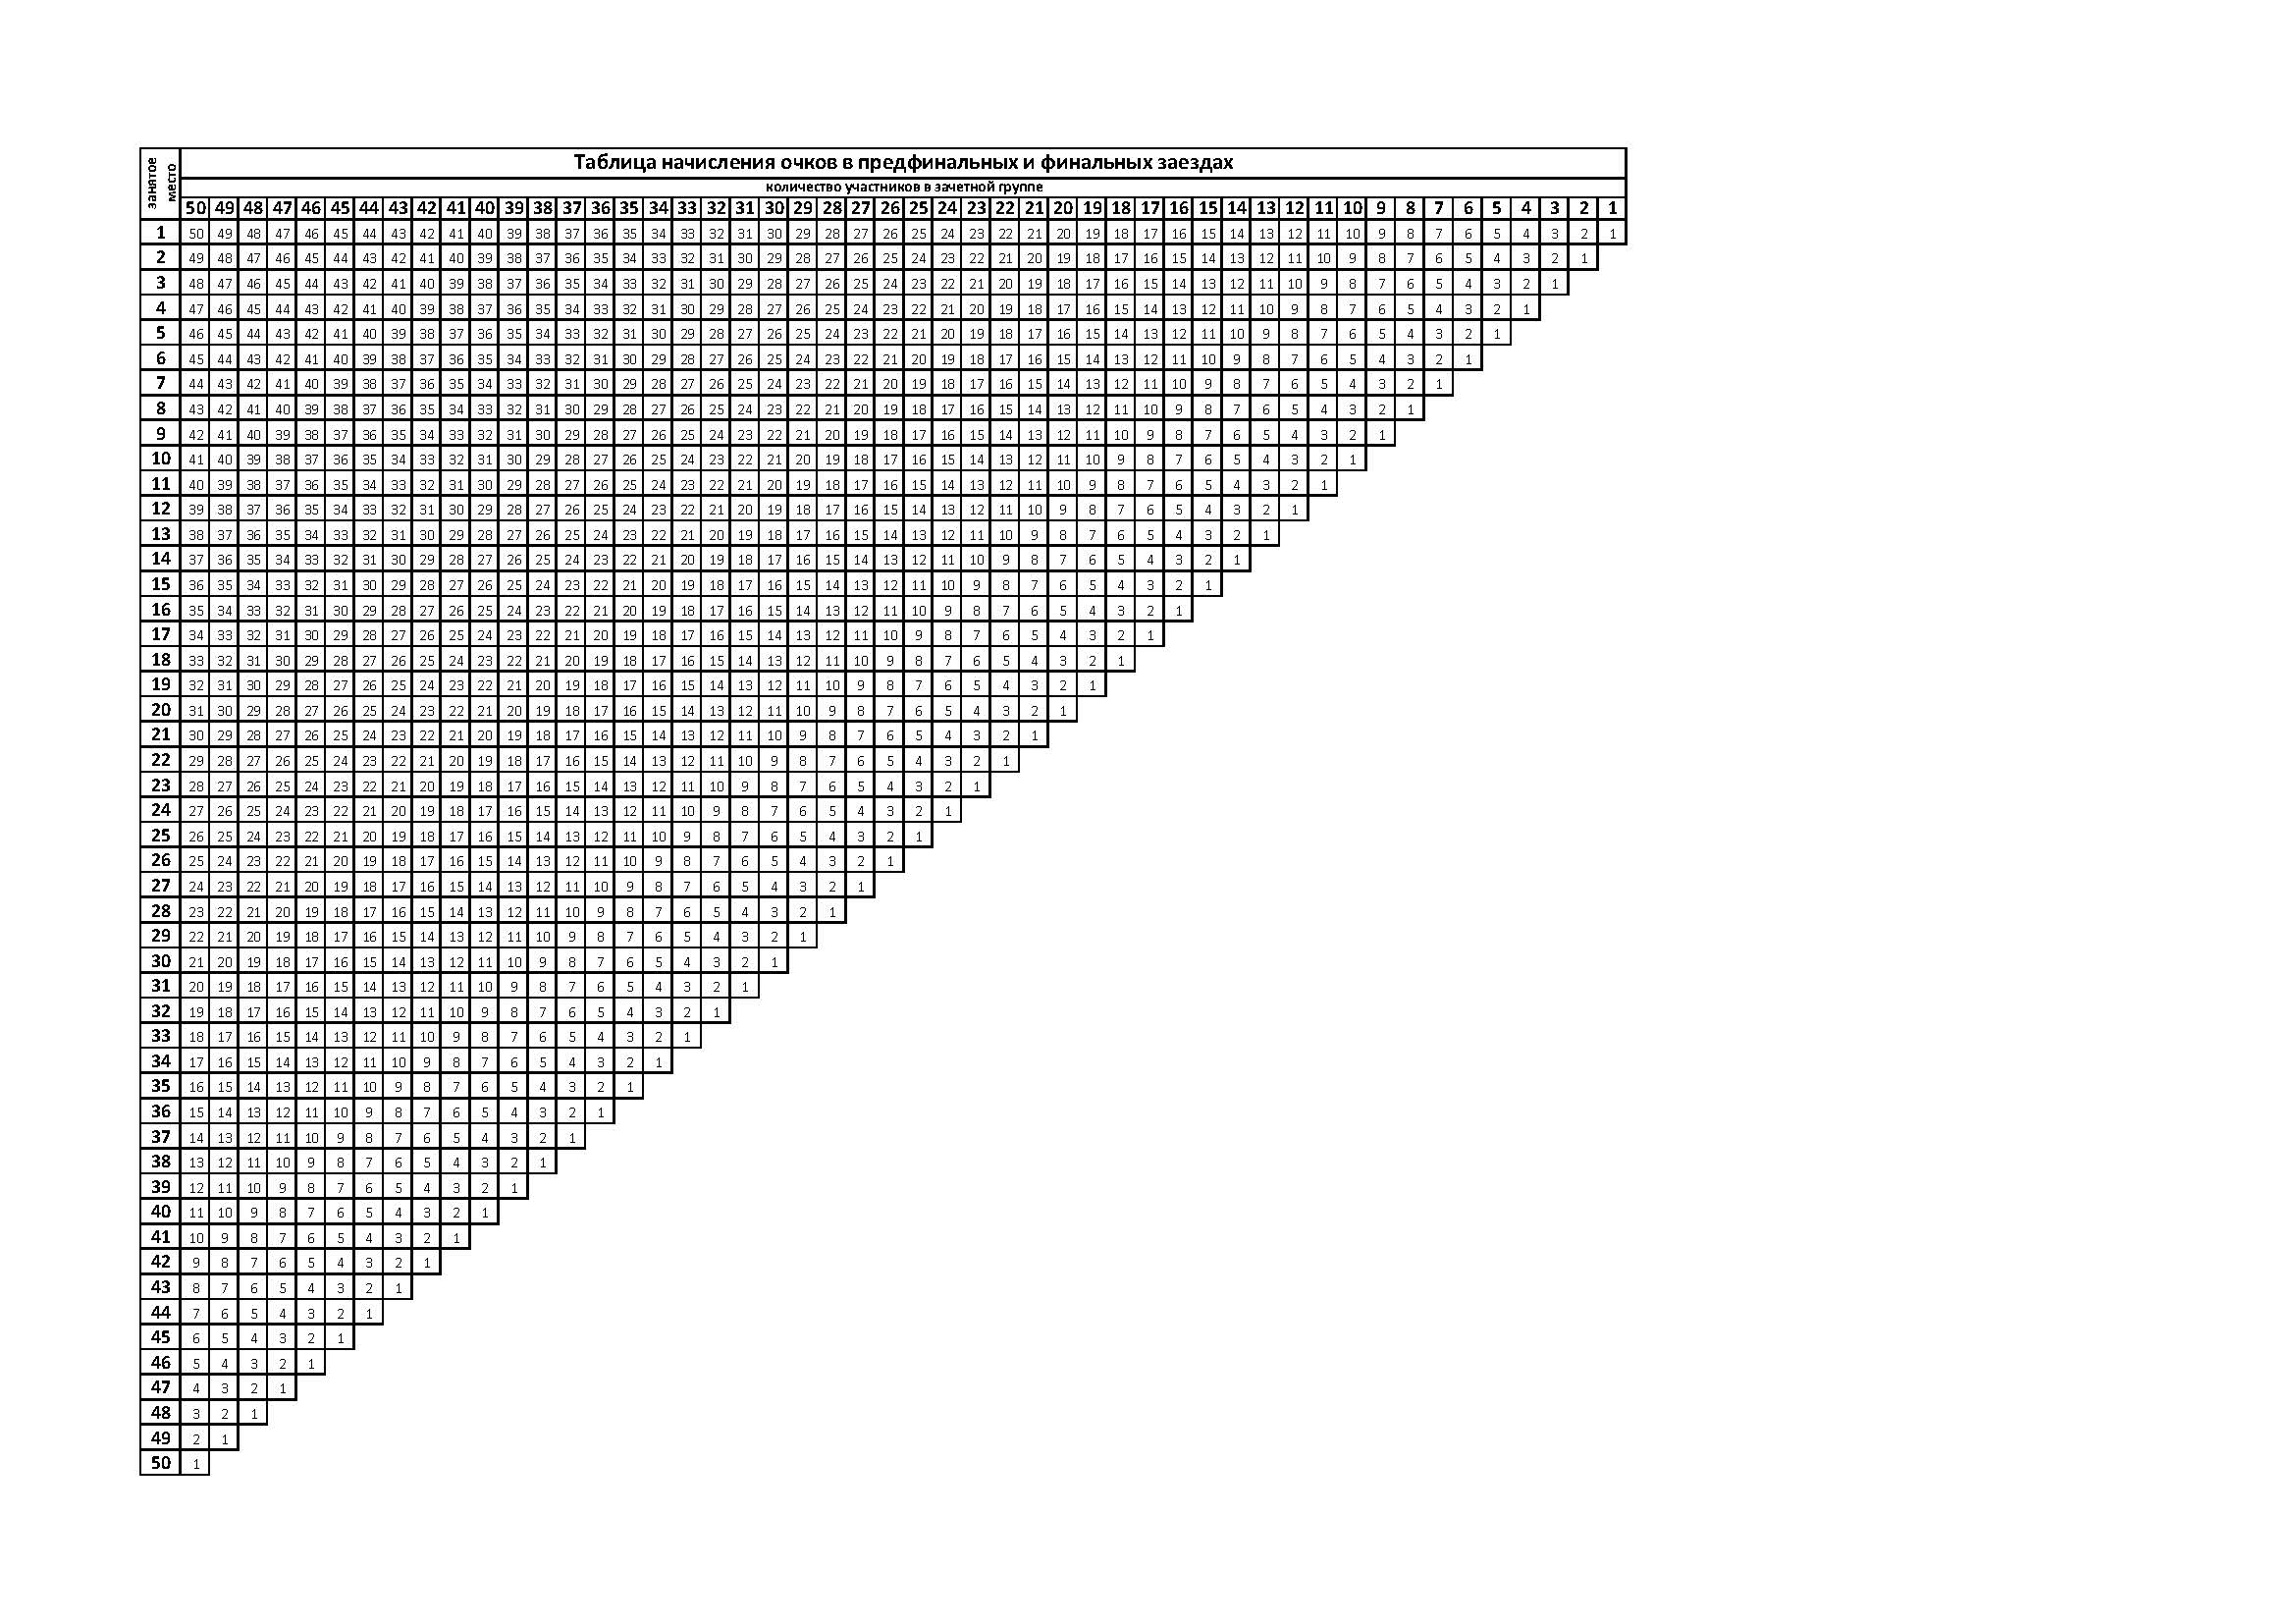 Таблица начисления очков в предфинальных и финальных заездах
занятое место
количество участников в зачетной группе
50 49 48 47 46 45 44 43 42 41 40 39 38 37 36 35 34 33 32 31 30 29 28 27 26 25 24 23 22 21 20 19 18 17 16 15 14 13 12 11 10 9 8 7 6 5 4 3 2 1
1 50 49 48 47 46 45 44 43 42 41 40 39 38 37 36 35 34 33 32 31 30 29 28 27 26 25 24 23 22 21 20 19 18 17 16 15 14 13 12 11 10 9 8 7 6 5 4 3 2 1
2 49 48 47 46 45 44 43 42 41 40 39 38 37 36 35 34 33 32 31 30 29 28 27 26 25 24 23 22 21 20 19 18 17 16 15 14 13 12 11 10 9 8 7 6 5 4 3 2 1
3 48 47 46 45 44 43 42 41 40 39 38 37 36 35 34 33 32 31 30 29 28 27 26 25 24 23 22 21 20 19 18 17 16 15 14 13 12 11 10 9 8 7 6 5 4 3 2 1
4 47 46 45 44 43 42 41 40 39 38 37 36 35 34 33 32 31 30 29 28 27 26 25 24 23 22 21 20 19 18 17 16 15 14 13 12 11 10 9 8 7 6 5 4 3 2 1
5 46 45 44 43 42 41 40 39 38 37 36 35 34 33 32 31 30 29 28 27 26 25 24 23 22 21 20 19 18 17 16 15 14 13 12 11 10 9 8 7 6 5 4 3 2 1
6 45 44 43 42 41 40 39 38 37 36 35 34 33 32 31 30 29 28 27 26 25 24 23 22 21 20 19 18 17 16 15 14 13 12 11 10 9 8 7 6 5 4 3 2 1
7 44 43 42 41 40 39 38 37 36 35 34 33 32 31 30 29 28 27 26 25 24 23 22 21 20 19 18 17 16 15 14 13 12 11 10 9 8 7 6 5 4 3 2 1
8 43 42 41 40 39 38 37 36 35 34 33 32 31 30 29 28 27 26 25 24 23 22 21 20 19 18 17 16 15 14 13 12 11 10 9 8 7 6 5 4 3 2 1
9 42 41 40 39 38 37 36 35 34 33 32 31 30 29 28 27 26 25 24 23 22 21 20 19 18 17 16 15 14 13 12 11 10 9 8 7 6 5 4 3 2 1
10 41 40 39 38 37 36 35 34 33 32 31 30 29 28 27 26 25 24 23 22 21 20 19 18 17 16 15 14 13 12 11 10 9 8 7 6 5 4 3 2 1
11 40 39 38 37 36 35 34 33 32 31 30 29 28 27 26 25 24 23 22 21 20 19 18 17 16 15 14 13 12 11 10 9 8 7 6 5 4 3 2 1
12 39 38 37 36 35 34 33 32 31 30 29 28 27 26 25 24 23 22 21 20 19 18 17 16 15 14 13 12 11 10 9 8 7 6 5 4 3 2 1
13 38 37 36 35 34 33 32 31 30 29 28 27 26 25 24 23 22 21 20 19 18 17 16 15 14 13 12 11 10 9 8 7 6 5 4 3 2 1
14 37 36 35 34 33 32 31 30 29 28 27 26 25 24 23 22 21 20 19 18 17 16 15 14 13 12 11 10 9 8 7 6 5 4 3 2 1
15 36 35 34 33 32 31 30 29 28 27 26 25 24 23 22 21 20 19 18 17 16 15 14 13 12 11 10 9 8 7 6 5 4 3 2 1
16 35 34 33 32 31 30 29 28 27 26 25 24 23 22 21 20 19 18 17 16 15 14 13 12 11 10 9 8 7 6 5 4 3 2 1
17 34 33 32 31 30 29 28 27 26 25 24 23 22 21 20 19 18 17 16 15 14 13 12 11 10 9 8 7 6 5 4 3 2 1
18 33 32 31 30 29 28 27 26 25 24 23 22 21 20 19 18 17 16 15 14 13 12 11 10 9 8 7 6 5 4 3 2 1
19 32 31 30 29 28 27 26 25 24 23 22 21 20 19 18 17 16 15 14 13 12 11 10 9 8 7 6 5 4 3 2 1
20 31 30 29 28 27 26 25 24 23 22 21 20 19 18 17 16 15 14 13 12 11 10 9 8 7 6 5 4 3 2 1
21 30 29 28 27 26 25 24 23 22 21 20 19 18 17 16 15 14 13 12 11 10 9 8 7 6 5 4 3 2 1
22 29 28 27 26 25 24 23 22 21 20 19 18 17 16 15 14 13 12 11 10 9 8 7 6 5 4 3 2 1
23 28 27 26 25 24 23 22 21 20 19 18 17 16 15 14 13 12 11 10 9 8 7 6 5 4 3 2 1
24 27 26 25 24 23 22 21 20 19 18 17 16 15 14 13 12 11 10 9 8 7 6 5 4 3 2 1
25 26 25 24 23 22 21 20 19 18 17 16 15 14 13 12 11 10 9 8 7 6 5 4 3 2 1
26 25 24 23 22 21 20 19 18 17 16 15 14 13 12 11 10 9 8 7 6 5 4 3 2 1
27 24 23 22 21 20 19 18 17 16 15 14 13 12 11 10 9 8 7 6 5 4 3 2 1
28 23 22 21 20 19 18 17 16 15 14 13 12 11 10 9 8 7 6 5 4 3 2 1
29 22 21 20 19 18 17 16 15 14 13 12 11 10 9 8 7 6 5 4 3 2 1
30 21 20 19 18 17 16 15 14 13 12 11 10 9 8 7 6 5 4 3 2 1
31 20 19 18 17 16 15 14 13 12 11 10 9 8 7 6 5 4 3 2 1
32 19 18 17 16 15 14 13 12 11 10 9 8 7 6 5 4 3 2 1
33 18 17 16 15 14 13 12 11 10 9 8 7 6 5 4 3 2 1
34 17 16 15 14 13 12 11 10 9 8 7 6 5 4 3 2 1
35 16 15 14 13 12 11 10 9 8 7 6 5 4 3 2 1
36 15 14 13 12 11 10 9 8 7 6 5 4 3 2 1
37 14 13 12 11 10 9 8 7 6 5 4 3 2 1
38 13 12 11 10 9 8 7 6 5 4 3 2 1
39 12 11 10 9 8 7 6 5 4 3 2 1
40 11 10 9 8 7 6 5 4 3 2 1
41 10 9 8 7 6 5 4 3 2 1
42 9 8 7 6 5 4 3 2 1
43 8 7 6 5 4 3 2 1
44 7 6 5 4 3 2 1
45 6 5 4 3 2 1
46 5 4 3 2 1
47 4 3 2 1
48 3 2 1
49 2 1
50 1